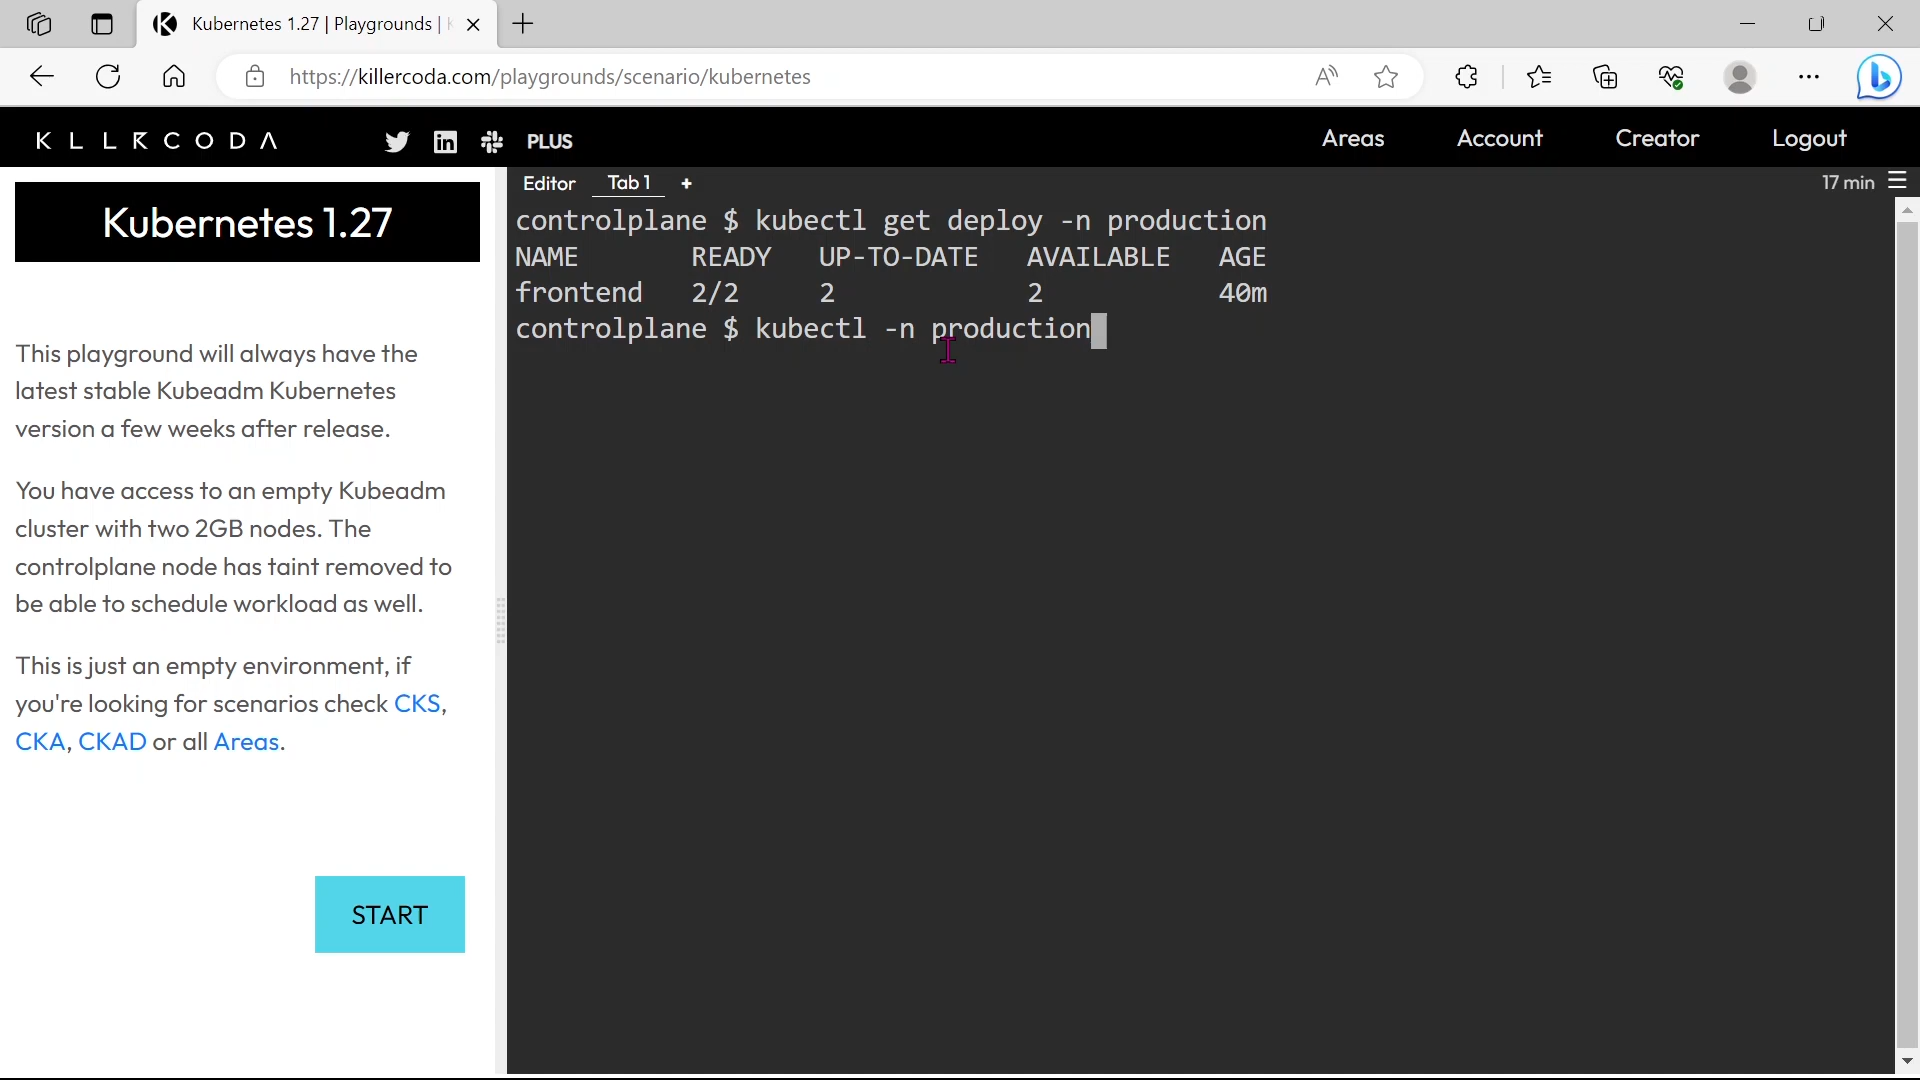 Kubernetes 1.27 | Playgrounds |
https://killercoda.com/playgrounds/scenario/kubernetes
KLLRCODA PLUS Areas Account Creator Logout
Kubernetes 1.27
This playground will always have the
latest stable Kubeadm Kubernetes
version a few weeks after release.
You have access to an empty Kubeadm
cluster with two 2GB nodes. The
controlplane node has taint removed to
be able to schedule workload as well.
This is just an empty environment, if
you're looking for scenarios check CKS,
CKA, CKAD or all Areas.
START
Editor Tab 1 + 17 min
controlplane $ kubectl get deploy -n production
NAME READY UP-TO-DATE AVAILABLE AGE
frontend 2/2 2 2 40m
controlplane $ kubectl -n production